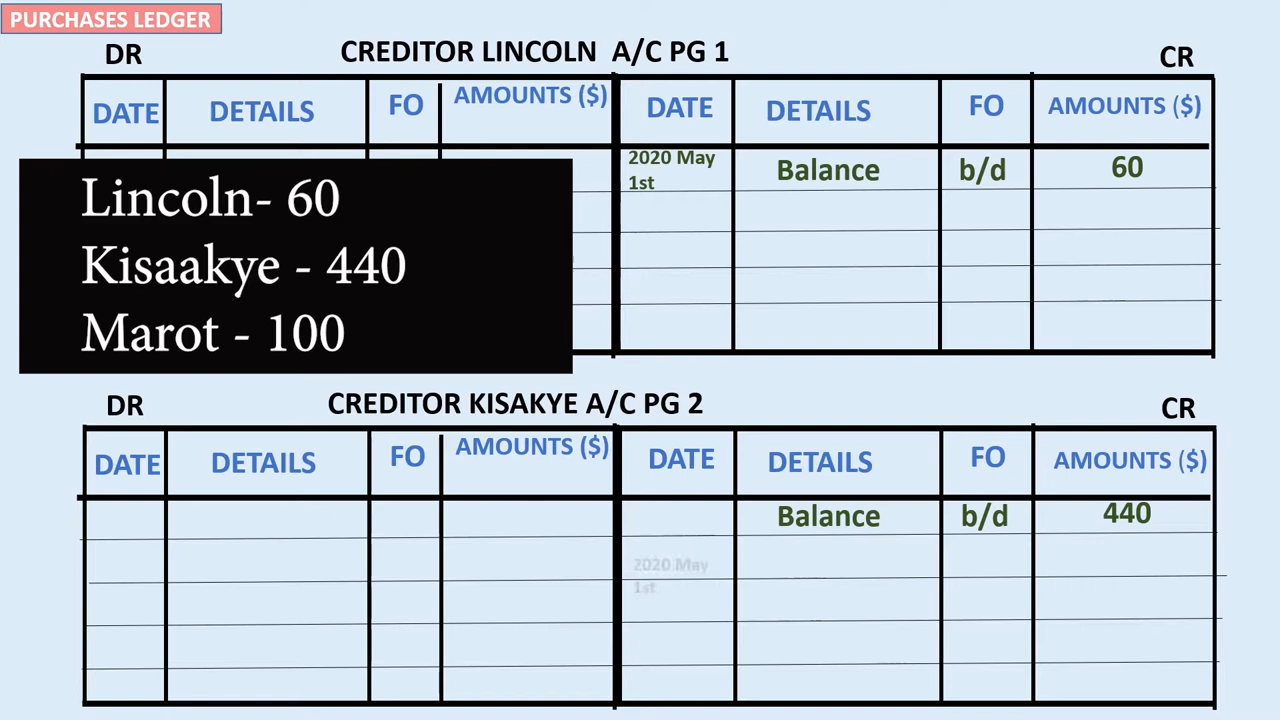 PURCHASES LEDGER
DR CREDITOR LINCOLN A/C PG 1 CR
DATE DETAILS FO AMOUNTS ($) DATE DETAILS FO AMOUNTS ($)
2020 May
1st Balance b/d 60
Lincoln- 60
Kisaakye - 440
Marot - 100
DR CREDITOR KISAKYE A/C PG 2 CR
DATE DETAILS FO AMOUNTS ($) DATE DETAILS FO AMOUNTS ($)
Balance b/d 440
2020 May
1st